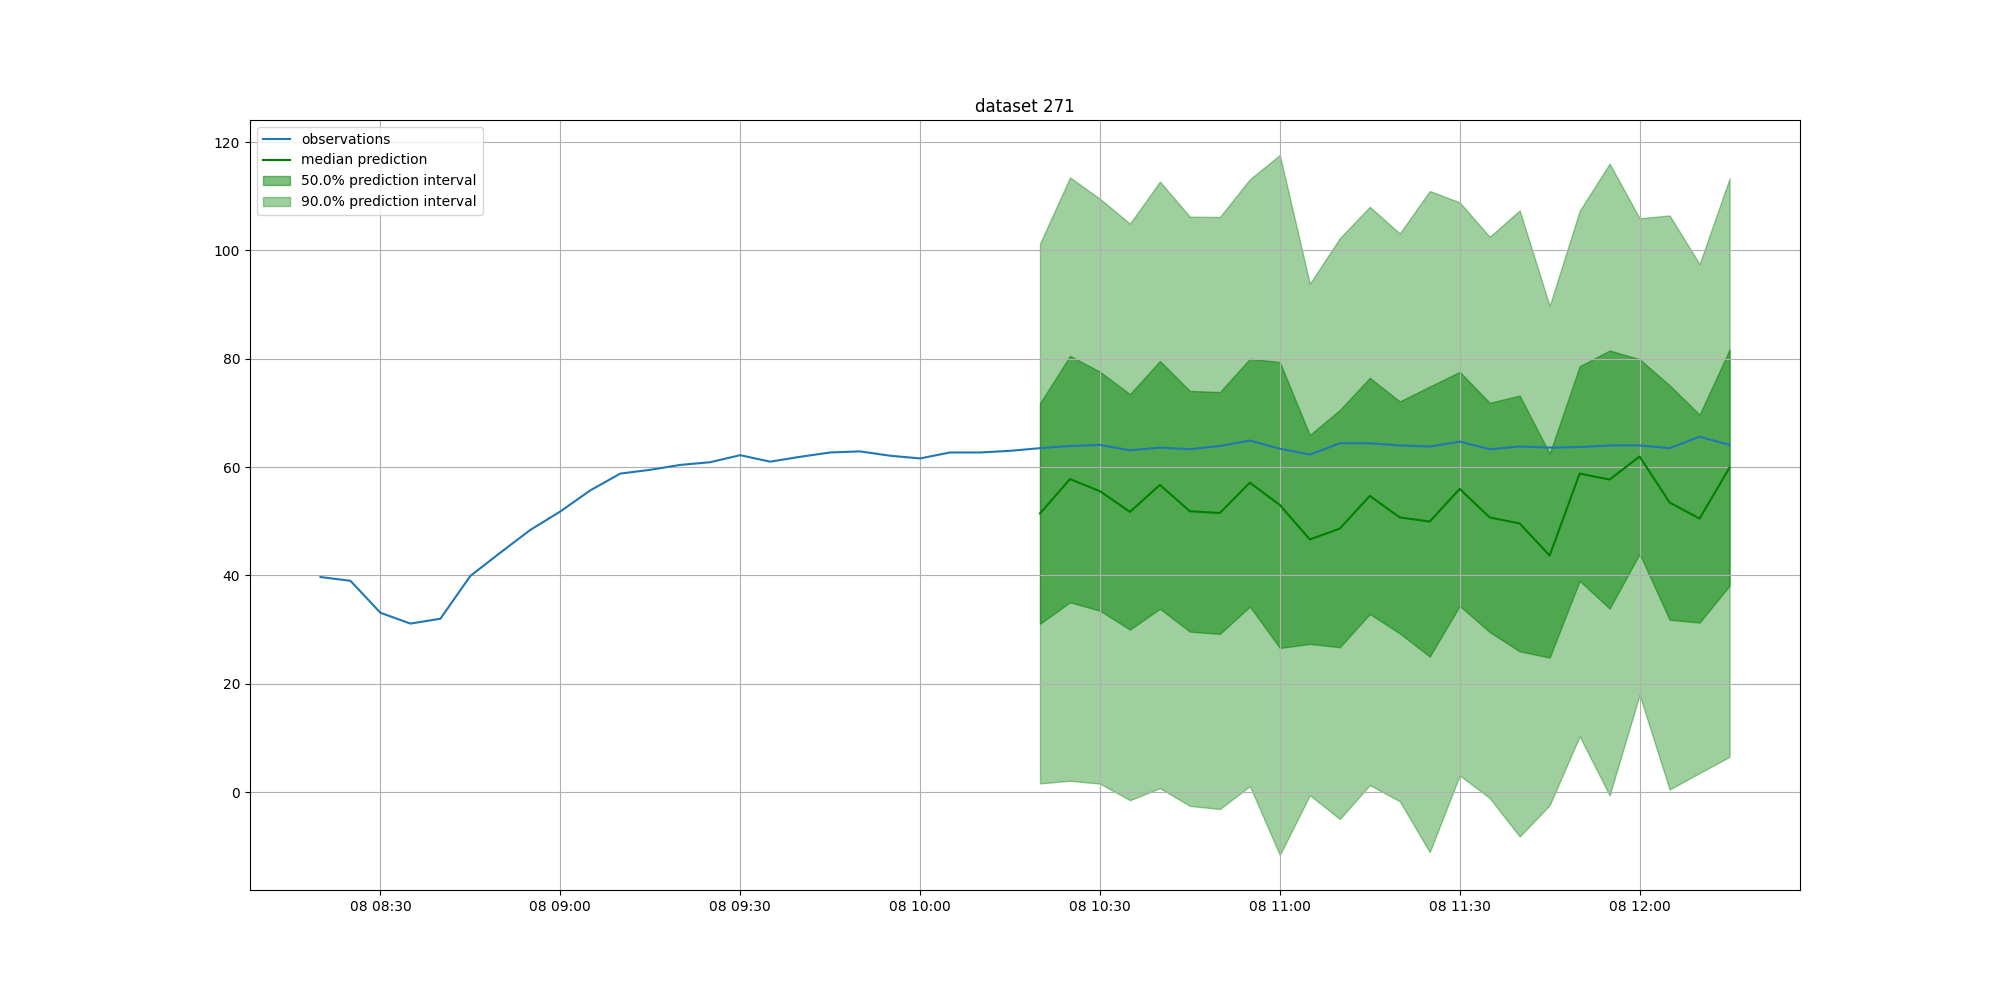 dataset 271
observations
median prediction
50.0% prediction interval
90.0% prediction interval
120
100
80
60
40
20
0
08 08:30 08 09:00 08 09:30 08 10:00 08 10:30 08 11:00 08 11:30 08 12:00